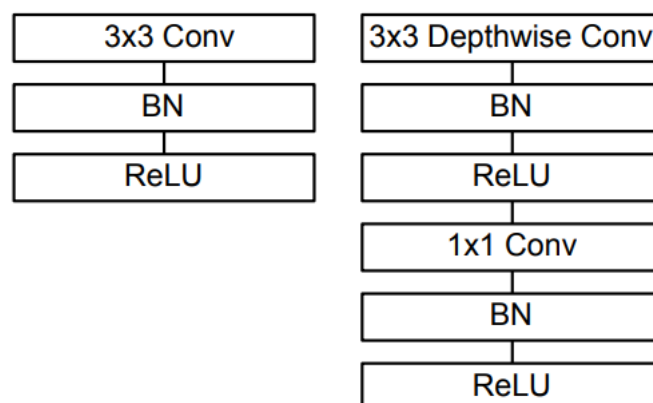 3x3 Conv
BN
ReLU
3x3 Depthwise Conv
BN
ReLU
1x1 Conv
BN
ReLU